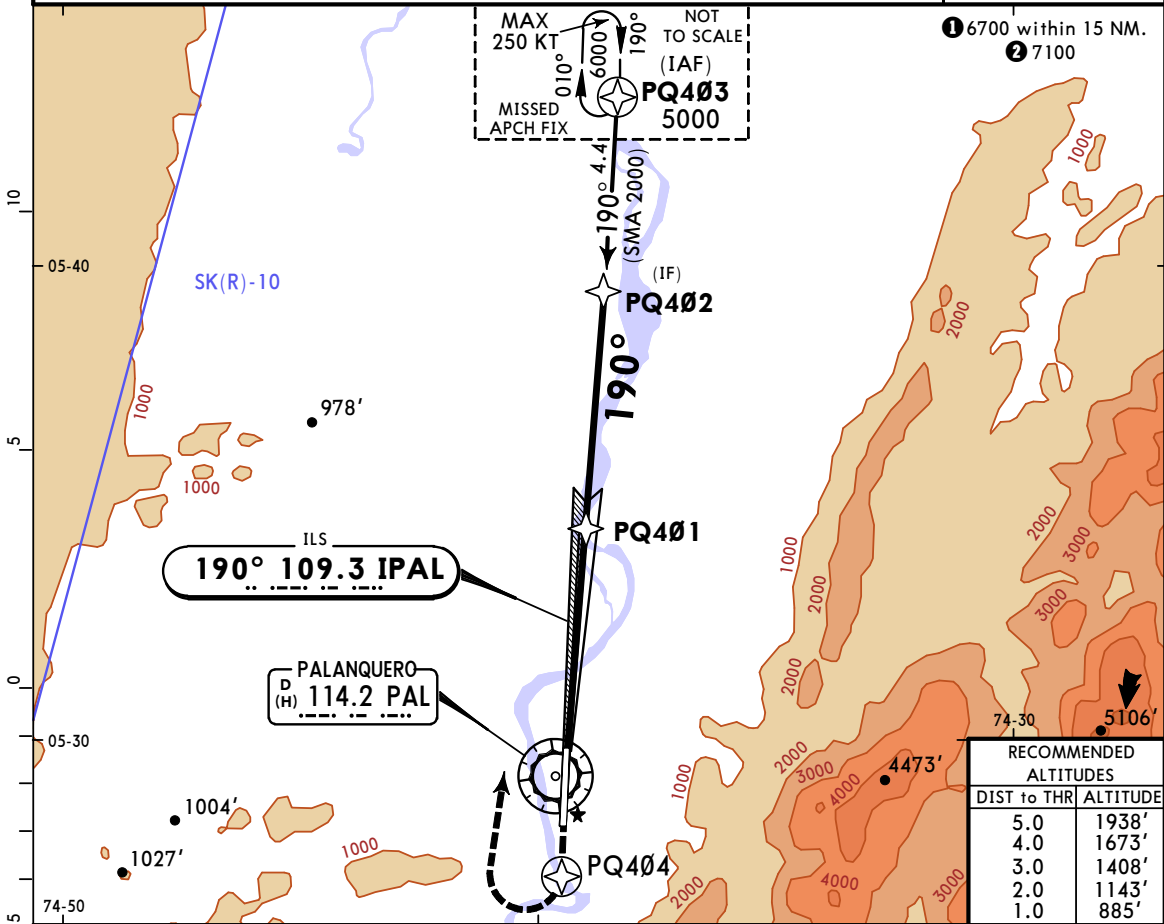 MAX
250 KT
NOT
TO SCALE
6000
190°
010°
(IAF)
PQ4Ø3
5000
MISSED
APCH FIX
❶ 6700 within 15 NM.
❷ 7100
1000
190° 4.4
(SMA 2000)
10
05-40
SK(R)-10
(IF)
PQ4Ø2
2000
190°
1000
978'
5
1000
PQ4Ø1
2000
3000
1000
2000
3000
ILS
190° 109.3 IPAL
PALANQUERO
D
(H) 114.2 PAL
0
2000
74-30
5106'
05-30
2000
3000
4000
4473'
1000
1004'
1027'
1000
PQ4Ø4
2000
4000
3000
5
74-50
RECOMMENDED
ALTITUDES
DIST to THR ALTITUDE
5.0 1938'
4.0 1673'
3.0 1408'
2.0 1143'
1.0 885'